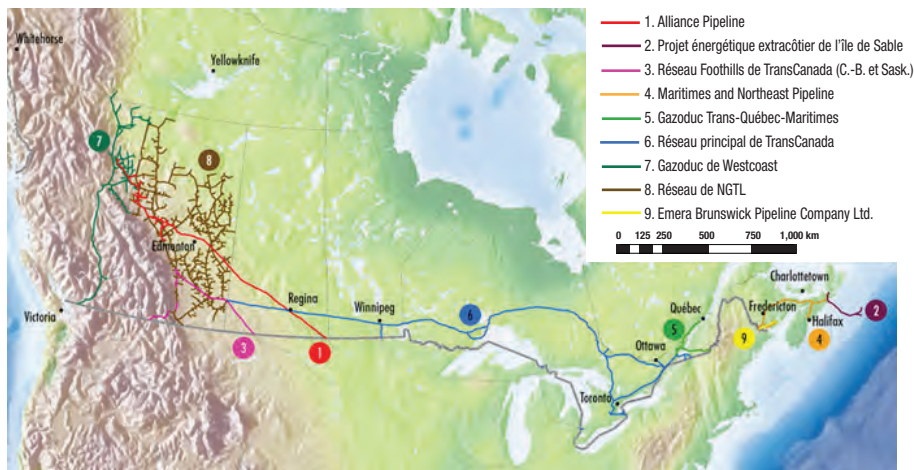 1. Alliance Pipeline
2. Projet énergétique extracôtier de l'île de Sable
3. Réseau Foothills de TransCanada (C.-B. et Sask.)
4. Maritimes and Northeast Pipeline
5. Gazoduc Trans-Québec-Maritimes
6. Réseau principal de TransCanada
7. Gazoduc de Westcoast
8. Réseau de NGTL
9. Emera Brunswick Pipeline Company Ltd.
0 125 250 500 750 1,000 km
Whitehorse
Yellowknife
7
8
Edmonton
Charlottetown
Regina
Winnipeg
6
Québec
Fredericton
2
Victoria
5
Halifax
3
1
Ottawa
9
4
Toronto